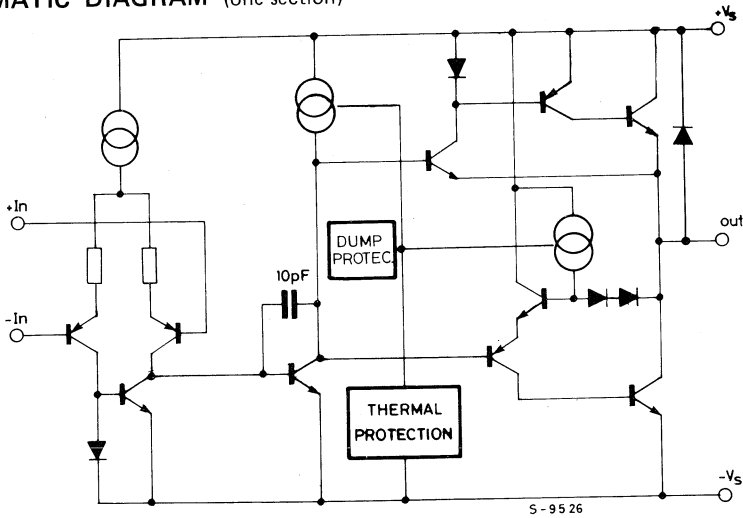 MATIC DIAGRAM (one section)
+Vs
+In
out
DUMP
PROTEC.
10pF
-In
THERMAL
PROTECTION
-Vs
S-9526